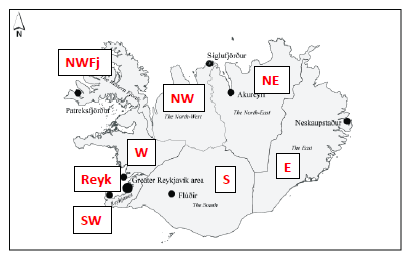 N
Siglufjörður
NWFj
NE
NW
Akureyri
Patreksfjörður
The North-West
The North-East
Neskaupstaður
W
The East
E
Reyk
Greater Reykjavik area
S
Flúðir
SW
The South